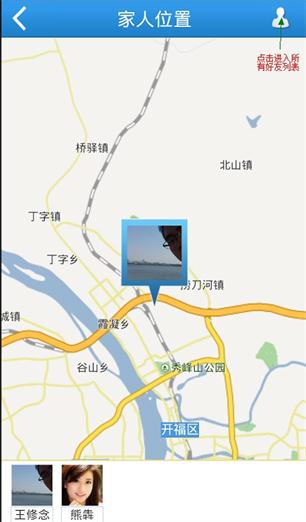 家人位置
点击进入所
有好友列表
桥驿镇
北山镇
丁字镇
丁字乡
捞刀河镇
城镇
霞凝乡
谷山乡
秀峰山公园
开福区
王修念
熊犇